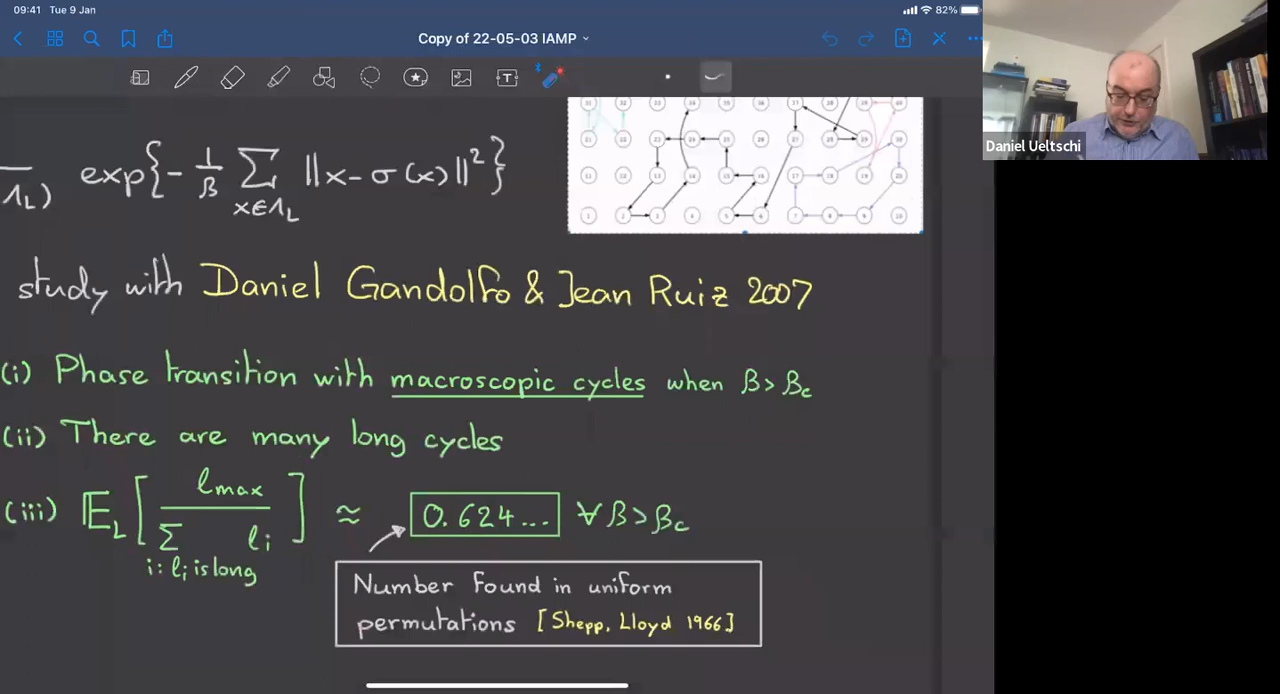 09:41 Tue 9 Jan
82%
Copy of 22-05-03 IAMP
Daniel Ueltschi
Λ_L) exp{-1/β ∑_{x∈Λ_L} ||x-σ(x)||²}
study with Daniel Gandolfo & Jean Ruiz 2007
(i) Phase transition with macroscopic cycles when β>β_c
(ii) There are many long cycles
(iii) E_L [ l_max / ∑_{i: l_i is long} l_i ] ≈ 0.624... ∀β>β_c
Number found in uniform
permutations [Shepp, Lloyd 1966]